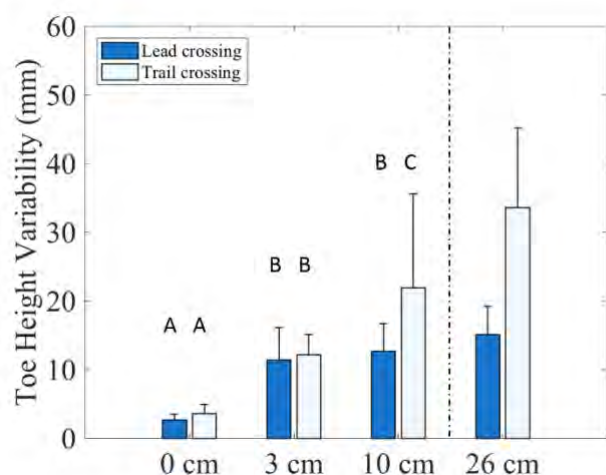 60
Lead crossing
Trail crossing
50
40
30
20
10
0
Toe Height Variability (mm)
B C
B B
A A
0 cm 3 cm 10 cm 26 cm